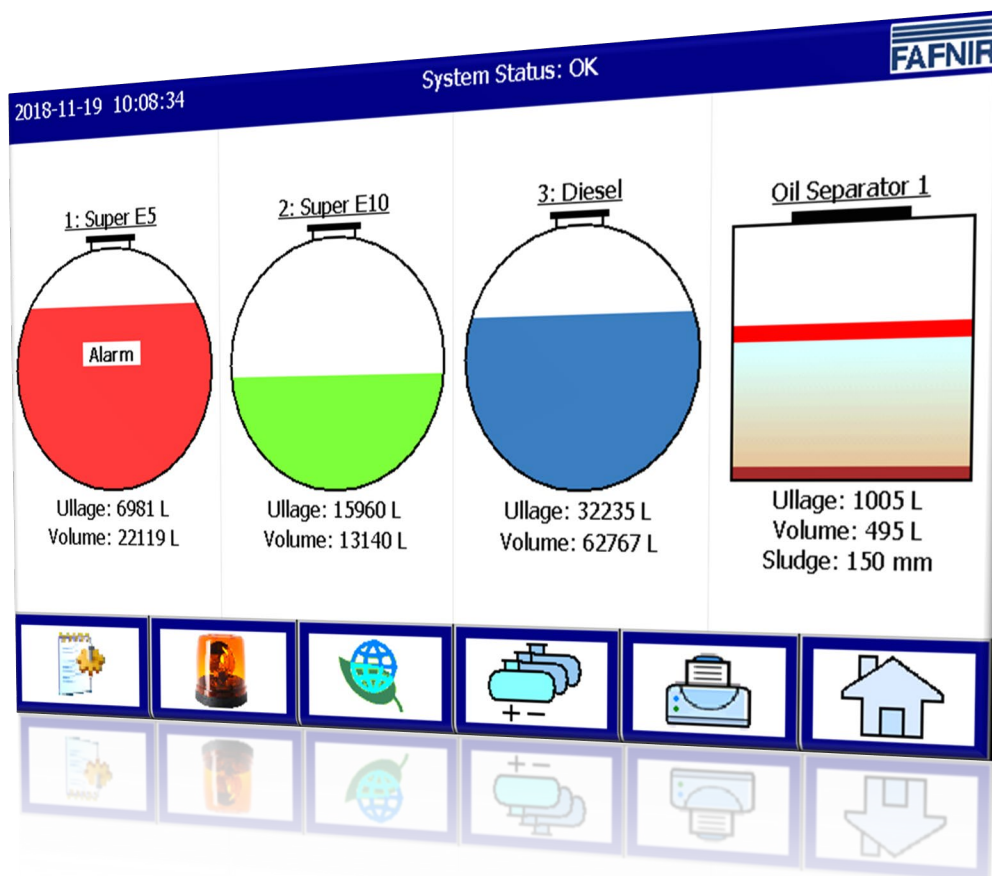 2018-11-19 10:08:34
System Status: OK
FAFNIR
1: Super E5
2: Super E10
3: Diesel
Oil Separator 1
Alarm
Ullage: 6981 L
Volume: 22119 L
Ullage: 15960 L
Volume: 13140 L
Ullage: 32235 L
Volume: 62767 L
Ullage: 1005 L
Volume: 495 L
Sludge: 150 mm